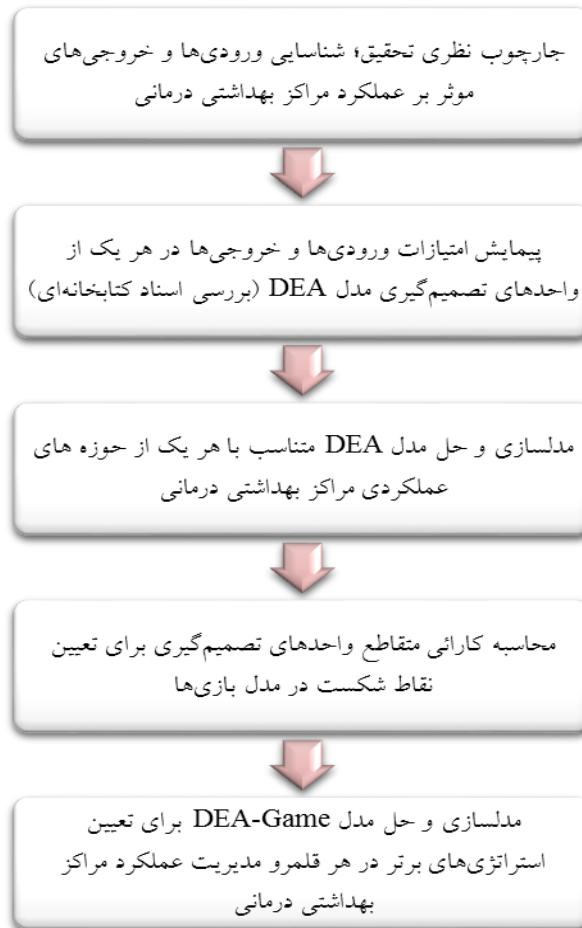 جارچوب نظری تحقیق؛ شناسایی ورودی‌ها و خروجی‌های
موثر بر عملکرد مراکز بهداشتی درمانی
پیمایش امتیازات ورودی‌ها و خروجی‌ها در هر یک از
واحدهای تصمیم‌گیری مدل DEA (بررسی اسناد کتابخانه‌ای)
مدلسازی و حل مدل DEA متناسب با هر یک از حوزه های
عملکردی مراکز بهداشتی درمانی
محاسبه کارائی متقاطع واحدهای تصمیم‌گیری برای تعیین
نقاط شکست در مدل بازی‌ها
مدلسازی و حل مدل DEA-Game برای تعیین
استراتژی‌های برتر در هر قلمرو مدیریت عملکرد مراکز
بهداشتی درمانی